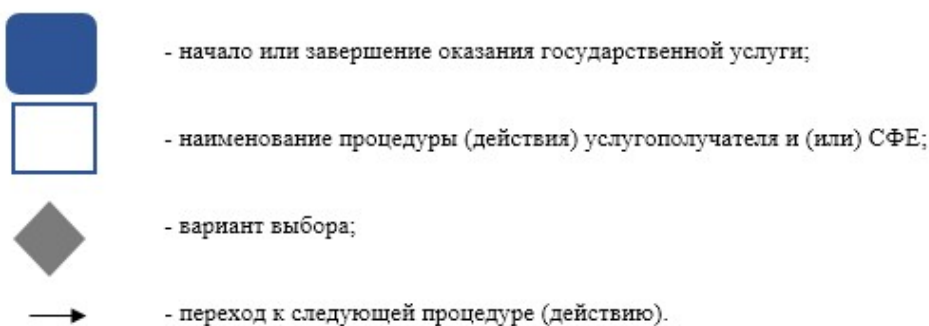 - начало или завершение оказания государственной услуги;
- наименование процедуры (действия) услугополучателя и (или) СФЕ;
- вариант выбора;
- переход к следующей процедуре (действию).